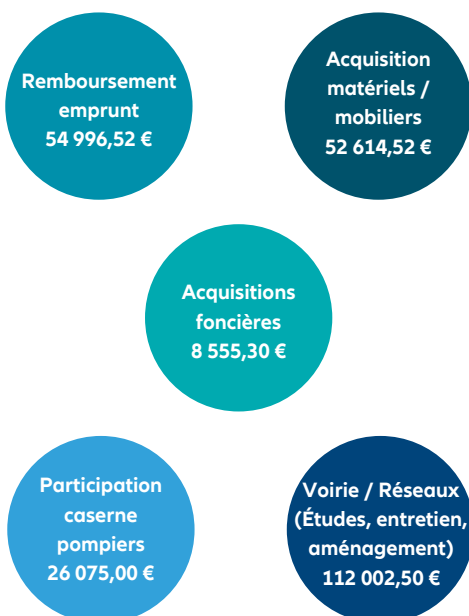 Remboursement
emprunt
54 996,52 €
Acquisition
matériels /
mobiliers
52 614,52 €
Acquisitions
foncières
8 555,30 €
Participation
caserne
pompiers
26 075,00 €
Voirie / Réseaux
(Études, entretien,
aménagement)
112 002,50 €